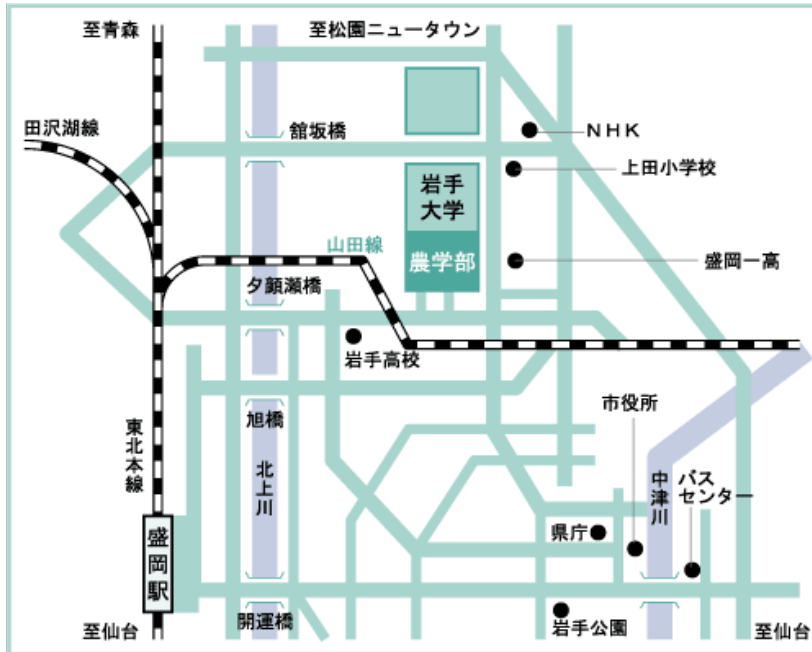 至青森
至松園ニュータウン
田沢湖線
舘坂橋
NHK
上田小学校
岩手
大学
山田線
農学部
盛岡一高
夕顔瀬橋
岩手高校
市役所
旭橋
東北本線
北上川
中津川
バス
センター
盛岡駅
県庁
至仙台
開運橋
岩手公園
至仙台